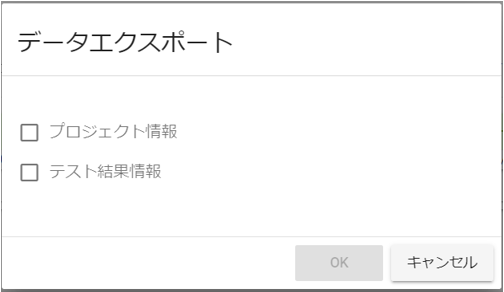 データエクスポート
プロジェクト情報
テスト結果情報
OK
キャンセル